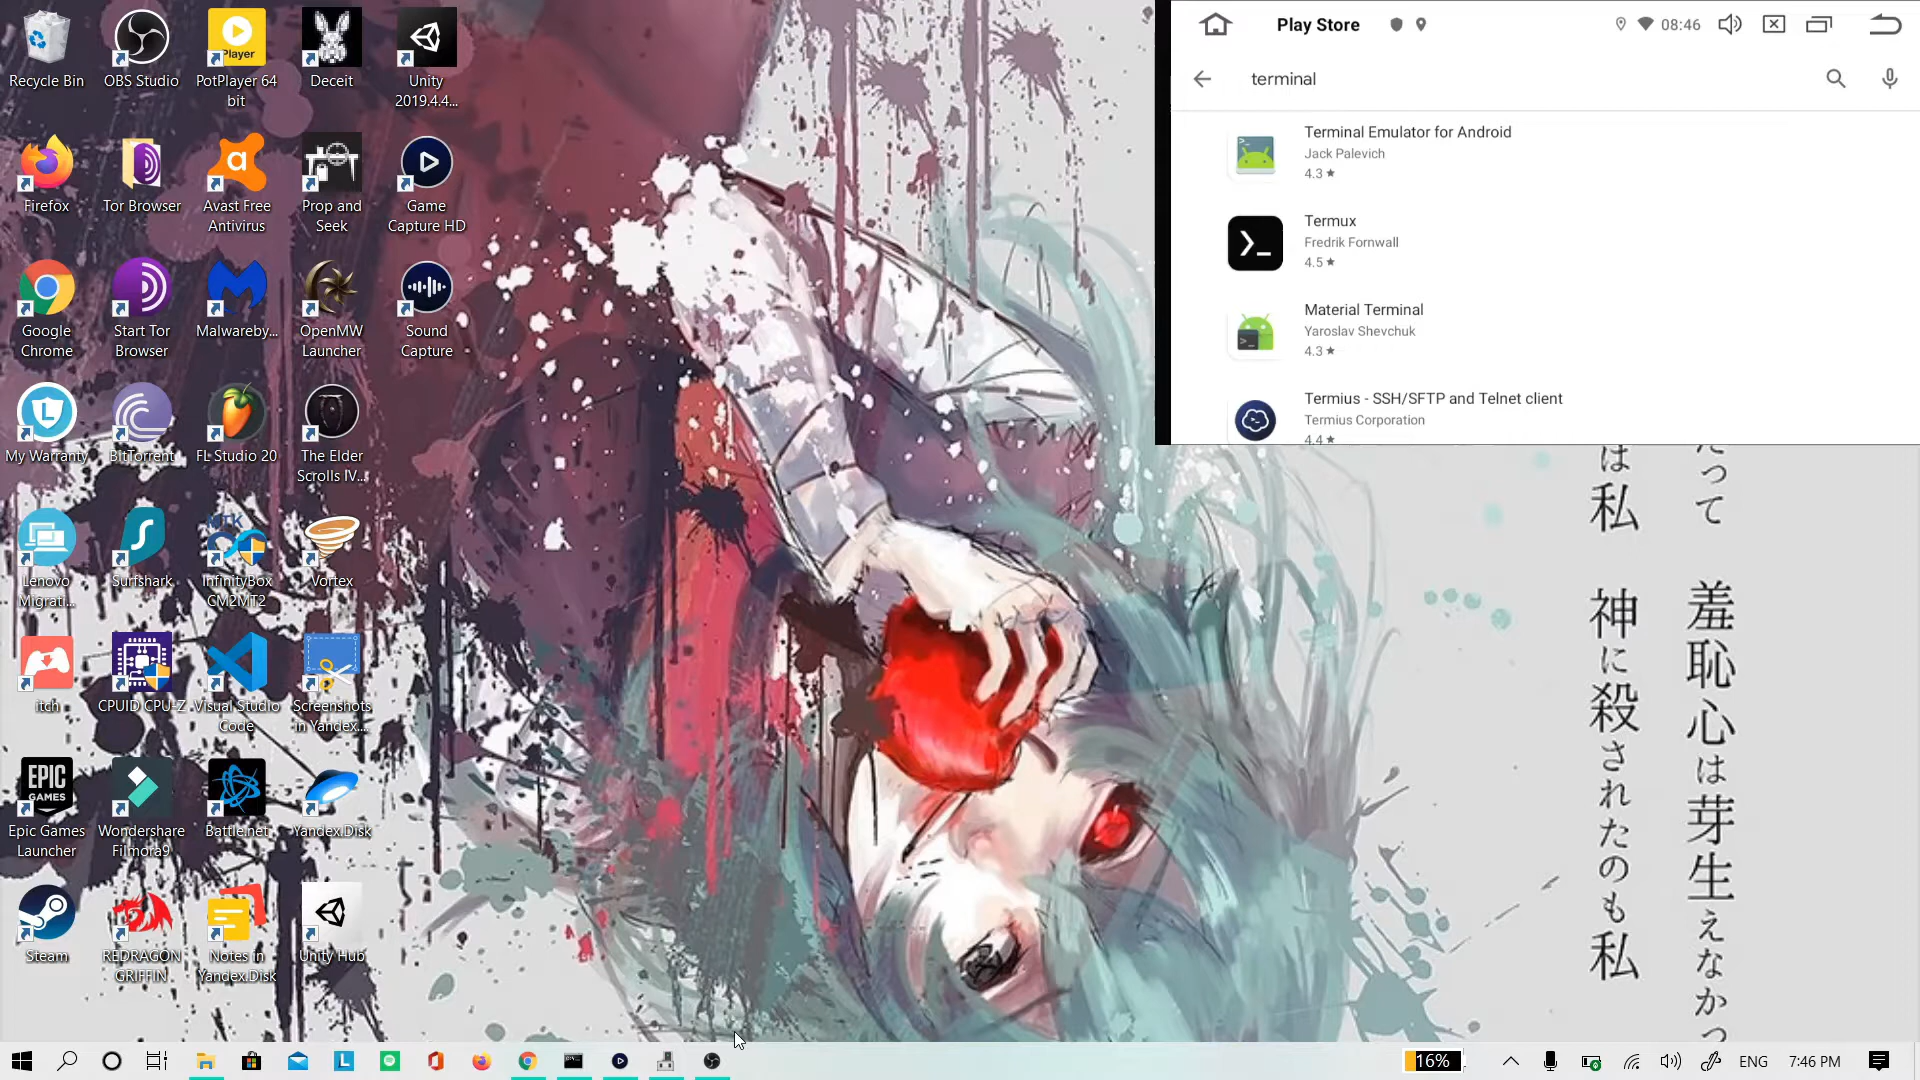 Recycle Bin
OBS Studio
PotPlayer 64
bit
Deceit
Unity
2019.4.4...
Firefox
Tor Browser
Avast Free
Antivirus
Prop and
Seek
Game
Capture HD
Google
Chrome
Start Tor
Browser
Malwareby...
OpenMW
Launcher
Sound
Capture
My Warranty
BitTorrent
FL Studio 20
The Elder
Scrolls IV...
Lenovo
Migrati...
Surfshark
InfinityBox
CM2MT2
Vortex
itch
CPUID CPU-Z
Visual Studio
Code
Screenshots
in Yandex....
EPIC
GAMES
Epic Games
Launcher
Wondershare
Filmora9
Battle.net
Yandex.Disk
Steam
REDRAGON
GRIFFIN
Notes in
Yandex.Disk
Unity Hub
Player
MTK
Play Store
08:46
terminal
Terminal Emulator for Android
Jack Palevich
4.3 ★
Termux
Fredrik Fornwall
4.5 ★
Material Terminal
Yaroslav Shevchuk
4.3 ★
Termius - SSH/SFTP and Telnet client
Termius Corporation
4.4 ★
って
羞恥心は芽生えなかっ
は私
神に殺されたのも私
16%
ENG
7:46 PM